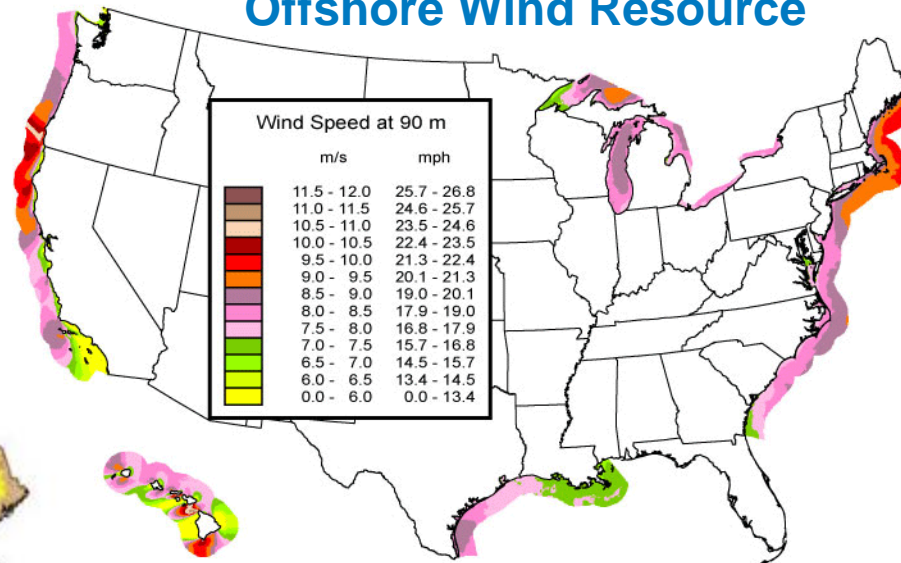 Offshore Wind Resource
Wind Speed at 90 m
m/s mph
11.5 - 12.0 25.7 - 26.8
11.0 - 11.5 24.6 - 25.7
10.5 - 11.0 23.5 - 24.6
10.0 - 10.5 22.4 - 23.5
9.5 - 10.0 21.3 - 22.4
9.0 - 9.5 20.1 - 21.3
8.5 - 9.0 19.0 - 20.1
8.0 - 8.5 17.9 - 19.0
7.5 - 8.0 16.8 - 17.9
7.0 - 7.5 15.7 - 16.8
6.5 - 7.0 14.5 - 15.7
6.0 - 6.5 13.4 - 14.5
0.0 - 6.0 0.0 - 13.4